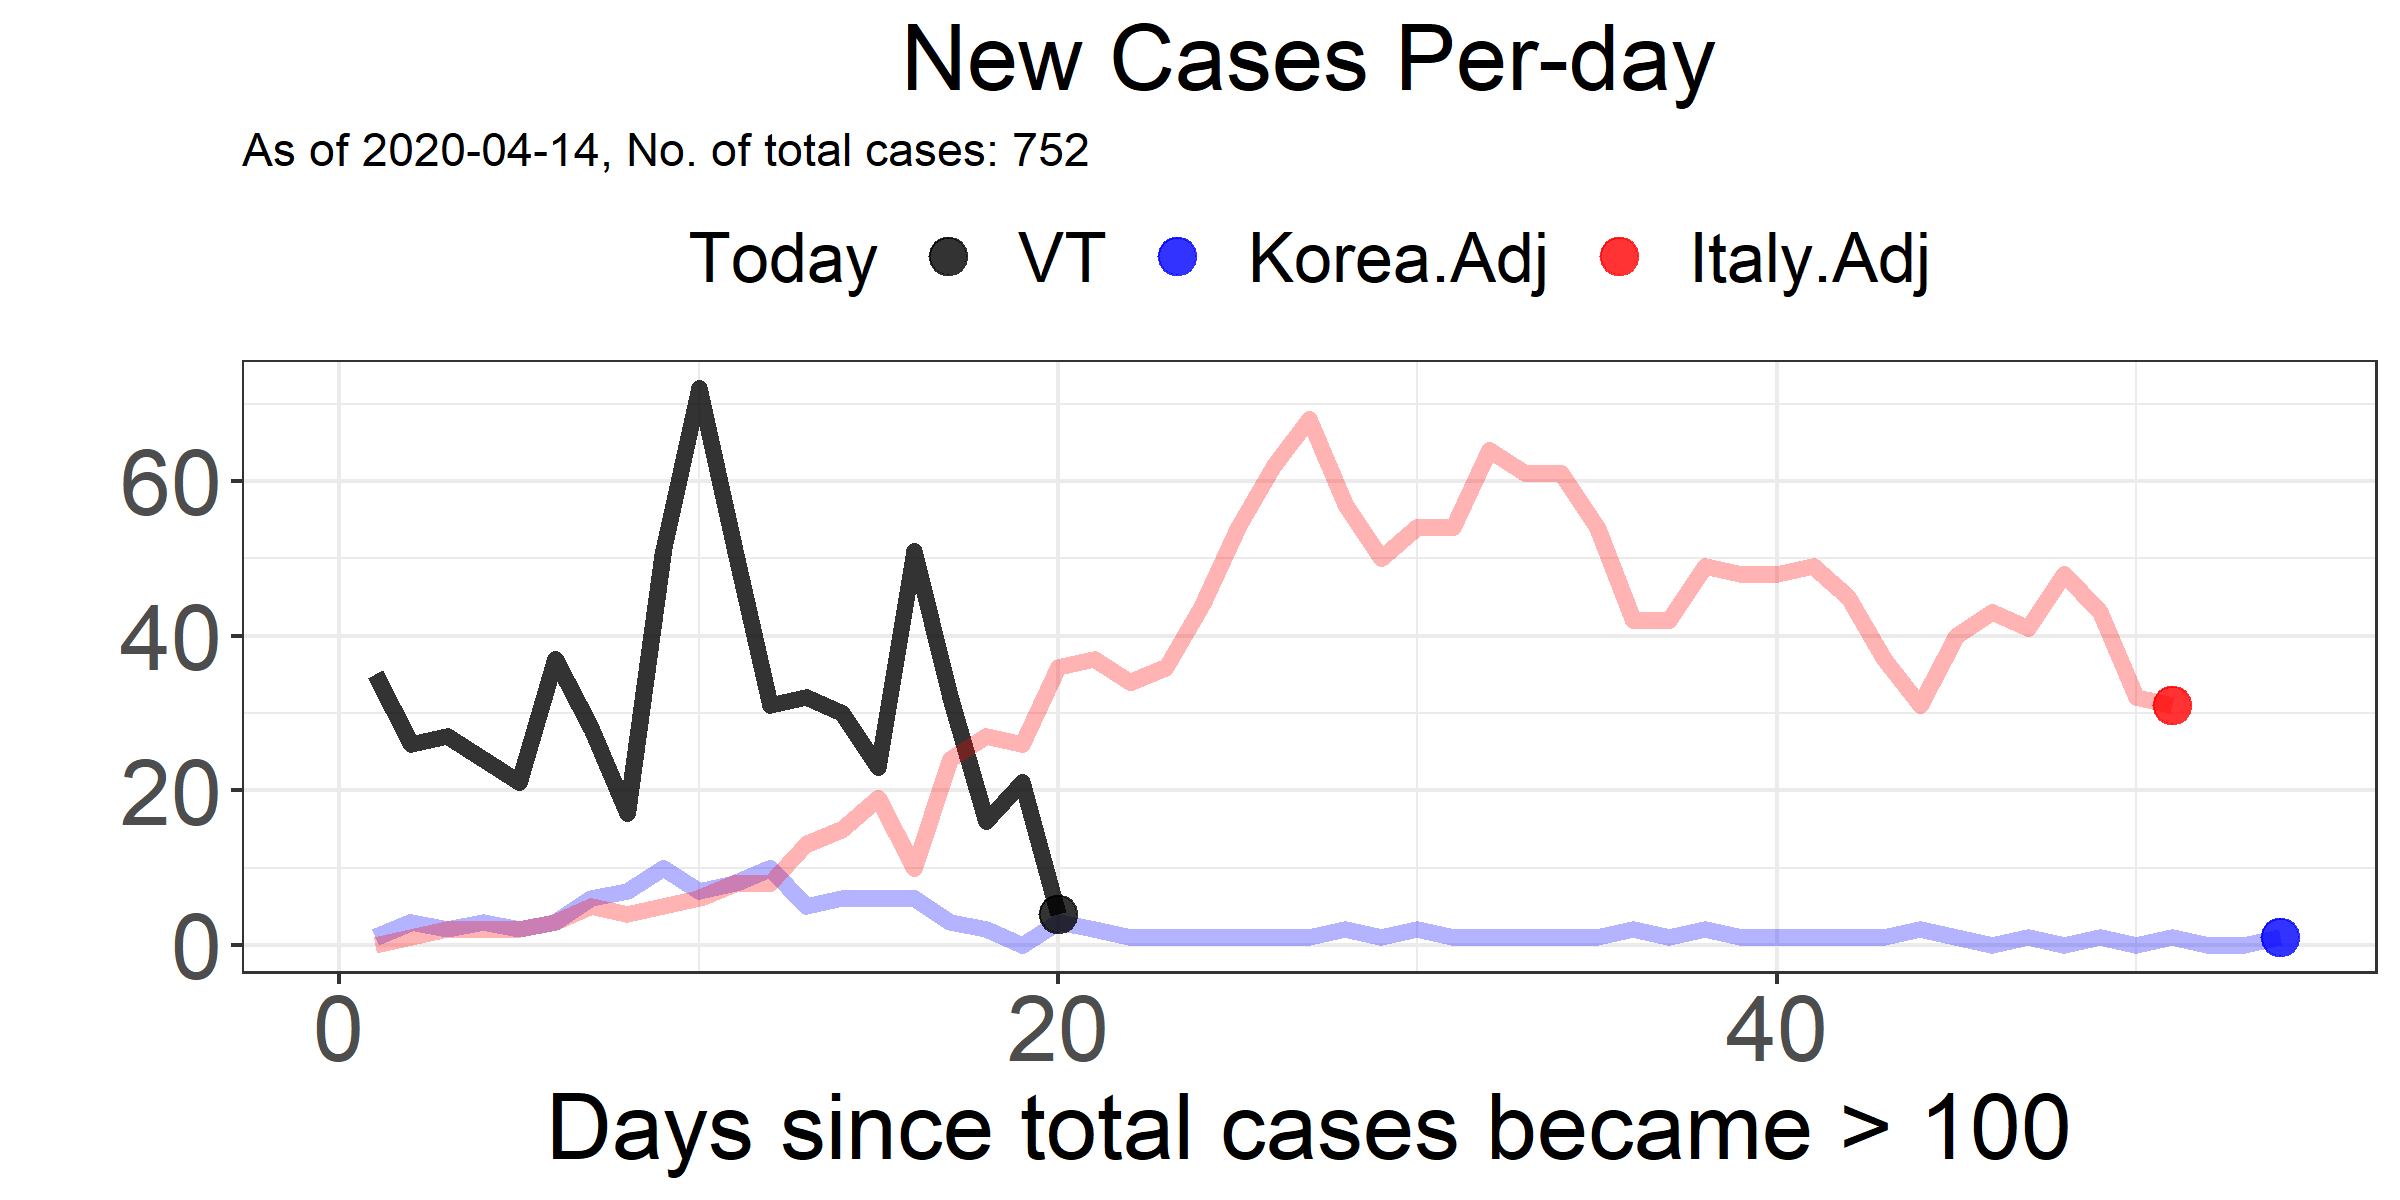 New Cases Per-day
As of 2020-04-14, No. of total cases: 752
Today VT Korea.Adj Italy.Adj
60
40
20
0
0 20 40
Days since total cases became > 100